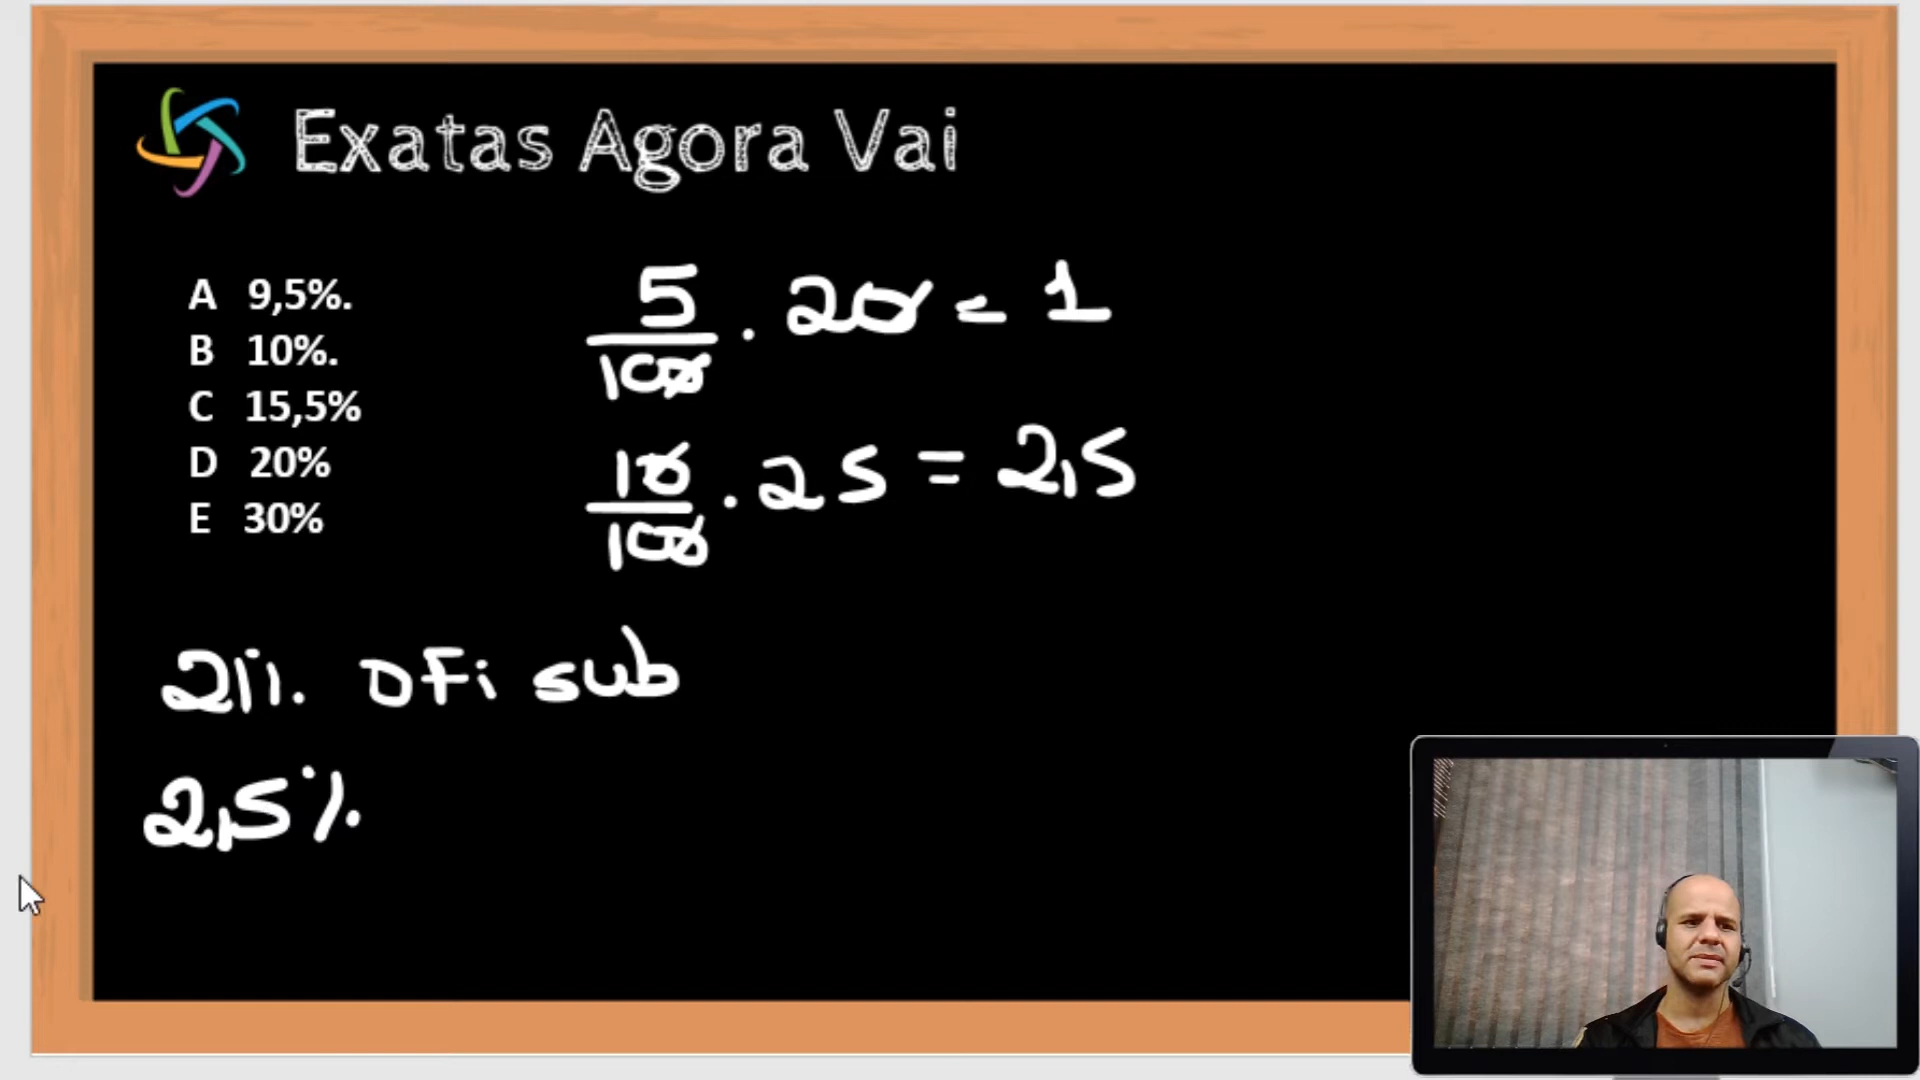 Exatas Agora Vai
A 9,5%.
B 10%.
C 15,5%
D 20%
E 30%
5/100 . 20 = 1
10/100 . 25 = 2,5
ofi sub
2,5%